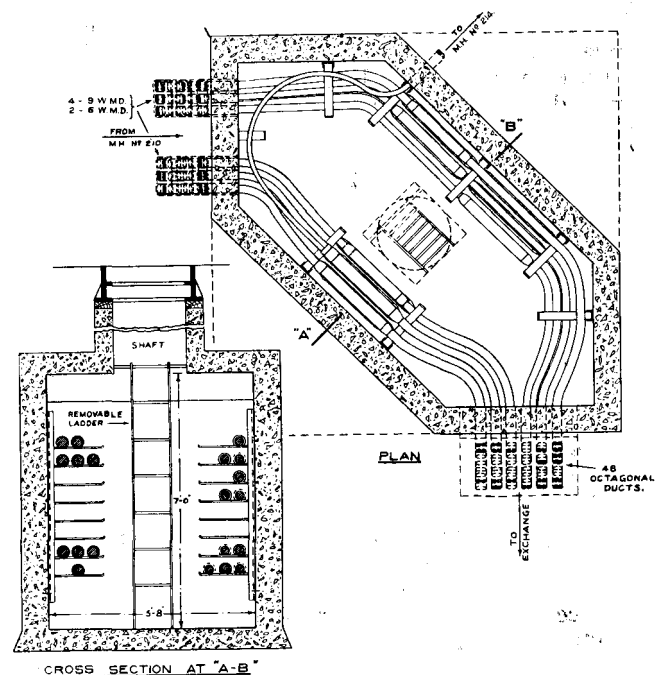 TO
M.H. Nº 214.
4 - 9 W.M.D.
2 - 6 W.M.D.
FROM
M.H. Nº 210
"B"
"A"
SHAFT
REMOVABLE
LADDER
7'-0"
5'-8"
PLAN
48
OCTAGONAL
DUCTS.
TO
EXCHANGE
CROSS SECTION AT "A-B"